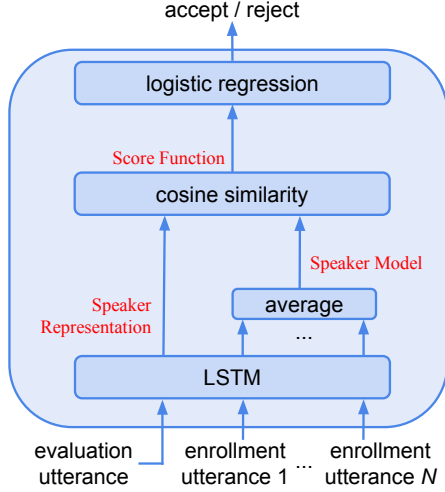 accept / reject
logistic regression
Score Function
cosine similarity
Speaker Model
Speaker
Representation
average
...
LSTM
evaluation
utterance
enrollment
utterance 1
...
enrollment
utterance N